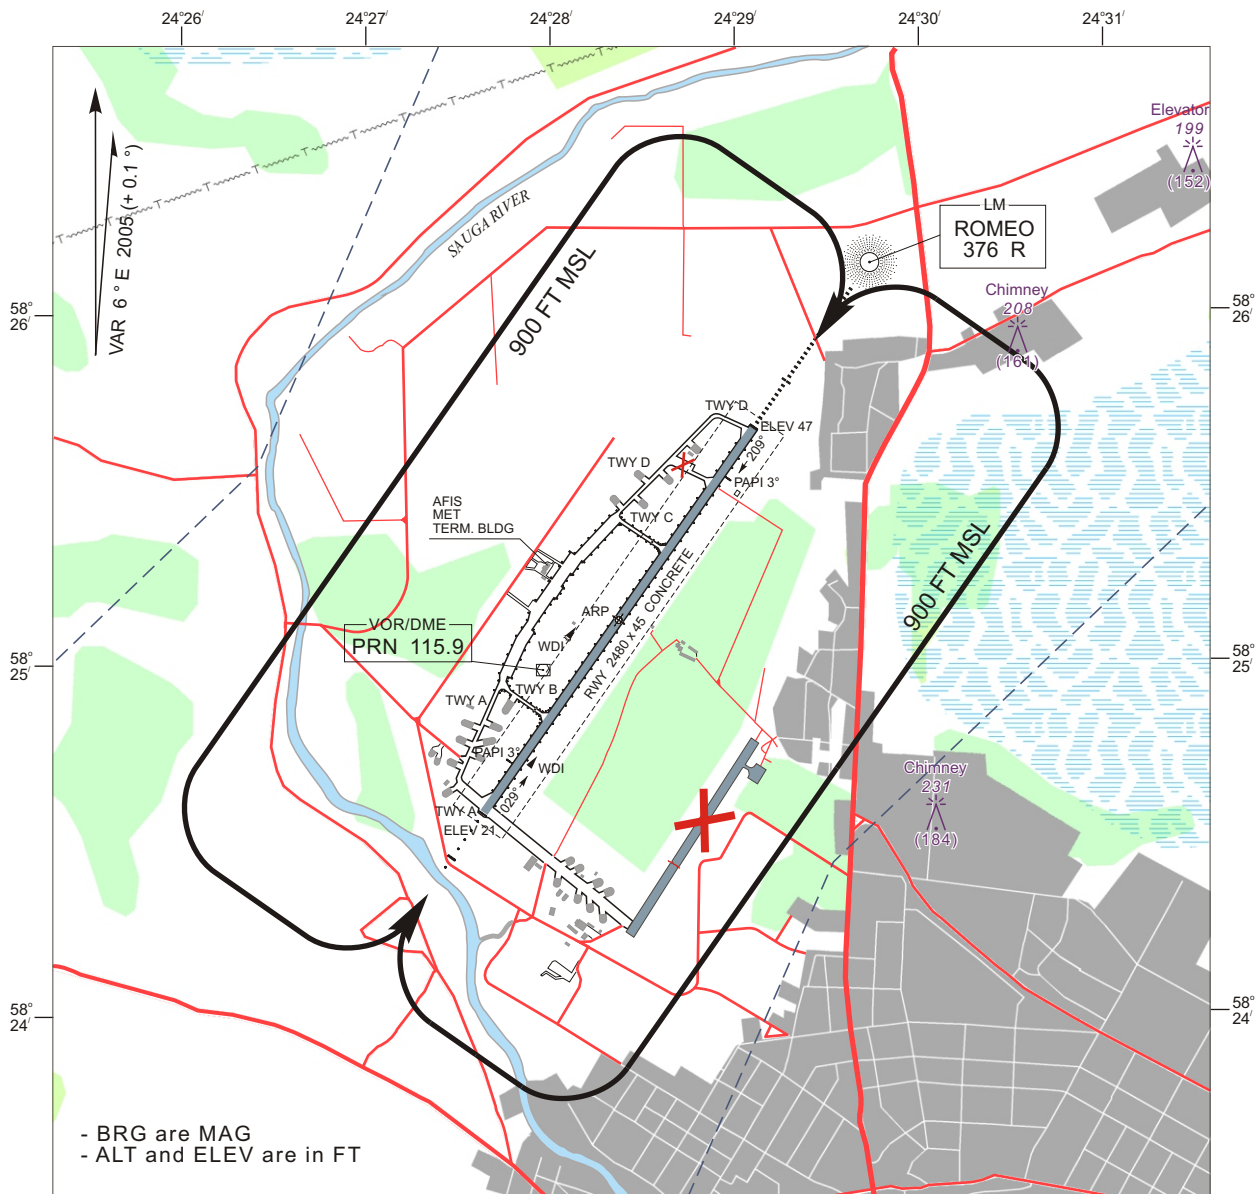 24°26' 24°27' 24°28' 24°29' 24°30' 24°31'
Elevator
199
(152)
VAR 6°E 2005 (+0.1°)
SAUGA RIVER
LM
ROMEO
376 R
900 FT MSL
Chimney
208
(161)
58°
26'
58°
26'
TWY D
ELEV 47
209°
TWY D
PAPI 3°
AFIS
MET
TERM. BLDG
TWY C
900 FT MSL
ARP
RWY 2480 x 45 CONCRETE
VOR/DME
PRN 115.9
WDI
58°
25'
58°
25'
TWY B
TWY A
PAPI 3°
WDI
029°
TWY A
ELEV 21
Chimney
231
(184)
58°
24'
58°
24'
- BRG are MAG
- ALT and ELEV are in FT